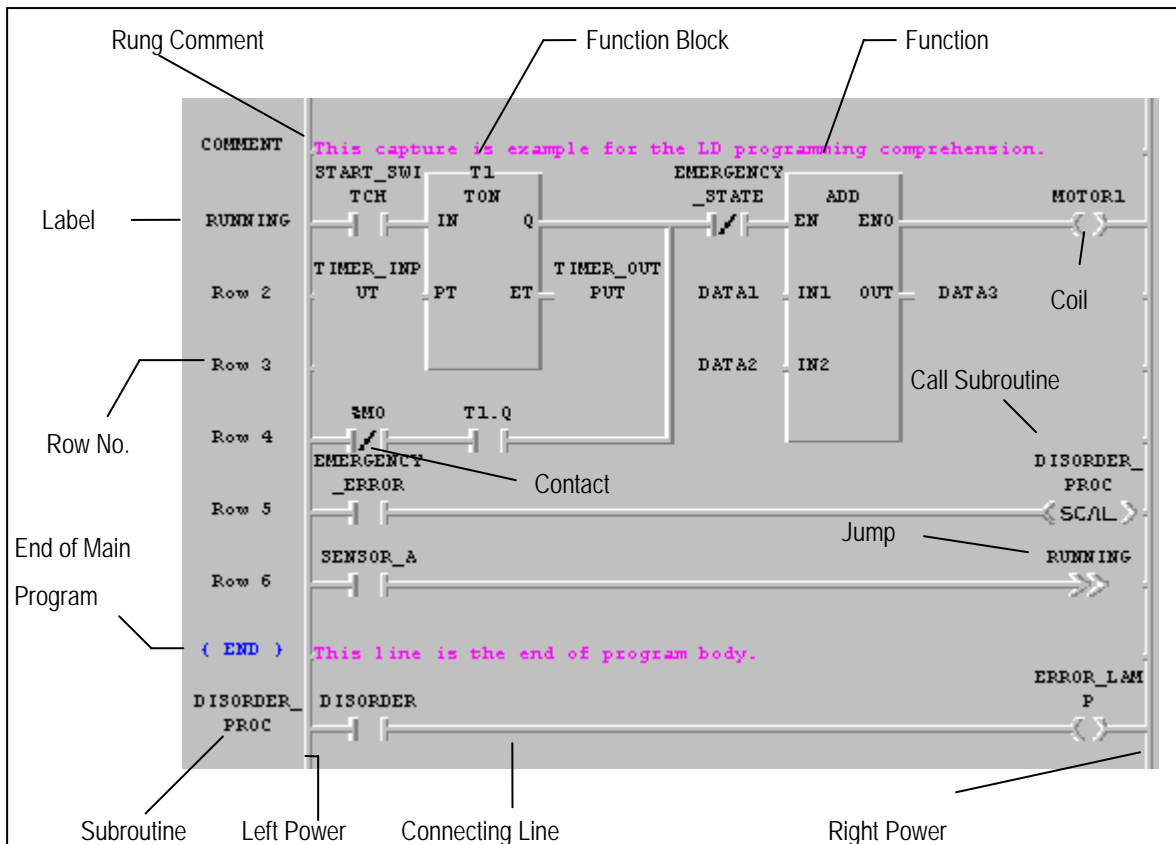 Rung Comment
Function Block
Function
COMMENT
This capture is example for the LD programming comprehension.
START_SWI
T1
EMERGENCY
TCH
TON
_STATE
ADD
MOTOR1
Label
RUNNING
IN
Q
EN
ENO
TIMER_INP
TIMER_OUT
Row 2
UT
PT
ET
PUT
DATA1
IN1
OUT
DATA3
Coil
Row 3
DATA2
IN2
Call Subroutine
%M0
T1.Q
Row No.
Row 4
EMERGENCY
DISORDER_
_ERROR
Contact
PROC
Row 5
SCAL
Jump
End of Main
SENSOR_A
RUNNING
Row 6
Program
{ END }
This line is the end of program body.
ERROR_LAM
DISORDER_
DISORDER
P
PROC
Subroutine
Left Power
Connecting Line
Right Power